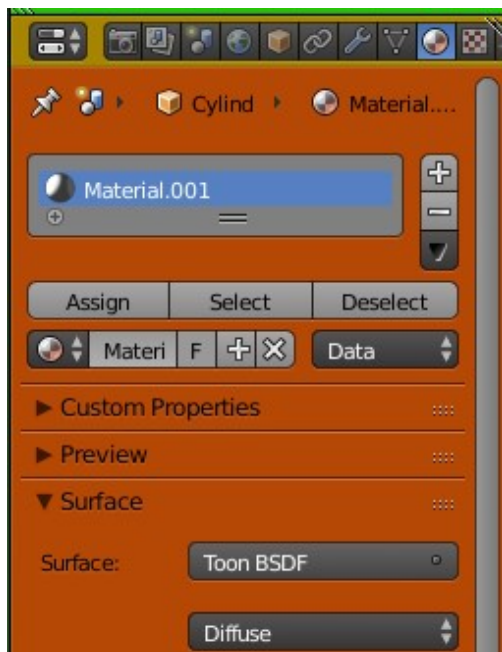 Cylind Material....
Material.001
Assign Select Deselect
Materi F Data
Custom Properties
Preview
Surface
Surface: Toon BSDF
Diffuse